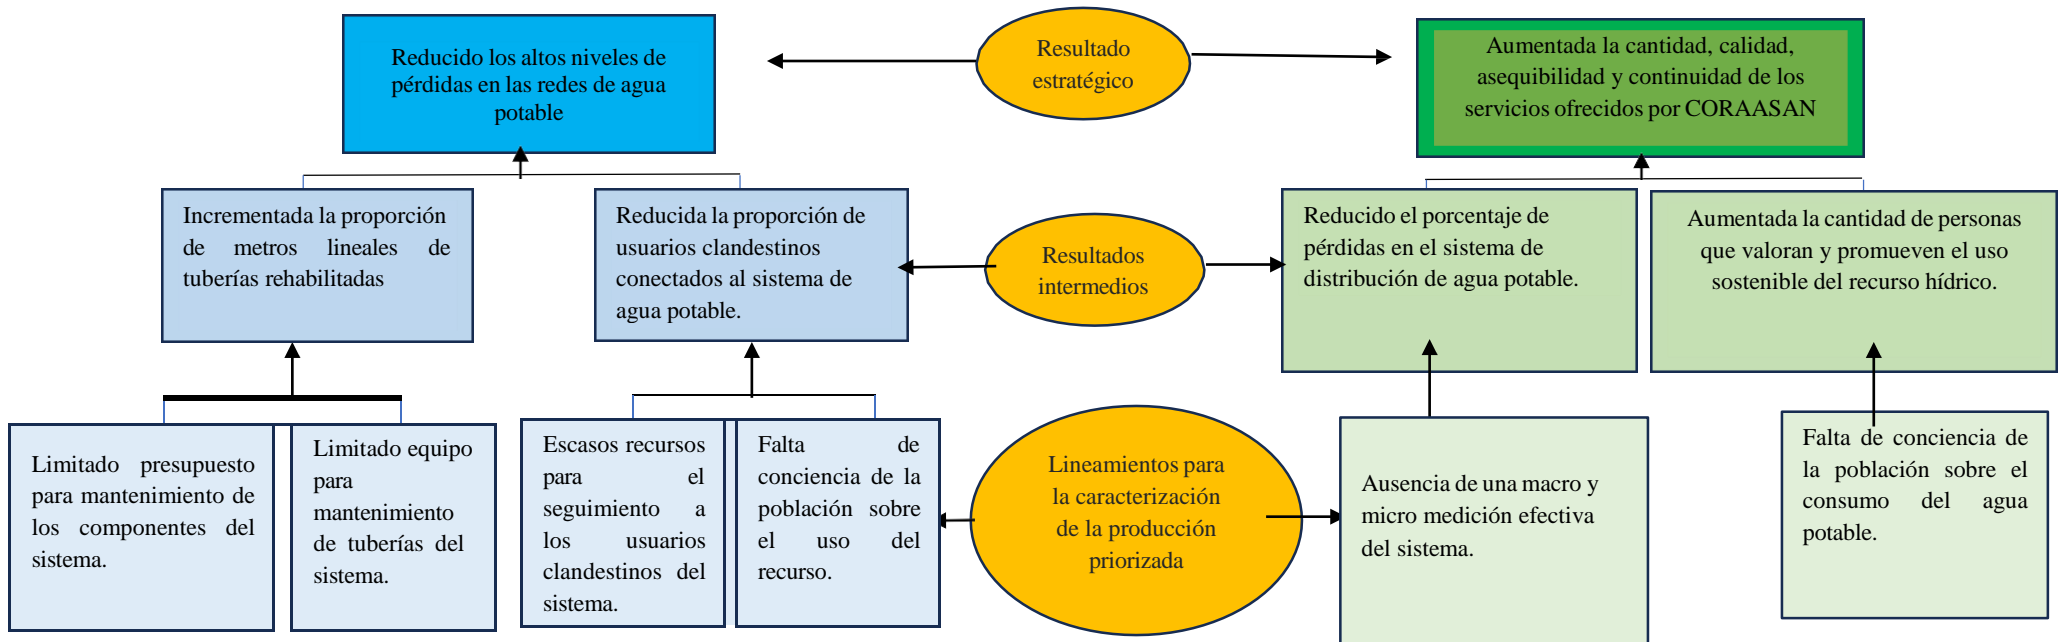 Reducido los altos niveles de
pérdidas en las redes de agua
potable
Resultado
estratégico
Aumentada la cantidad, calidad,
asequibilidad y continuidad de los
servicios ofrecidos por CORAASAN
Incrementada la proporción
de metros lineales de
tuberías rehabilitadas
Reducida la proporción de
usuarios clandestinos
conectados al sistema de
agua potable.
Resultados
intermedios
Reducido el porcentaje de
pérdidas en el sistema de
distribución de agua potable.
Aumentada la cantidad de personas
que valoran y promueven el uso
sostenible del recurso hídrico.
Limitado presupuesto
para mantenimiento de
los componentes del
sistema.
Limitado equipo
para
mantenimiento
de tuberías del
sistema.
Escasos recursos
para el
seguimiento a
los usuarios
clandestinos del
sistema.
Falta de
conciencia de la
población sobre
el uso del
recurso.
Lineamientos para
la caracterización
de la producción
priorizada
Ausencia de una macro y
micro medición efectiva
del sistema.
Falta de conciencia de
la población sobre el
consumo del agua
potable.